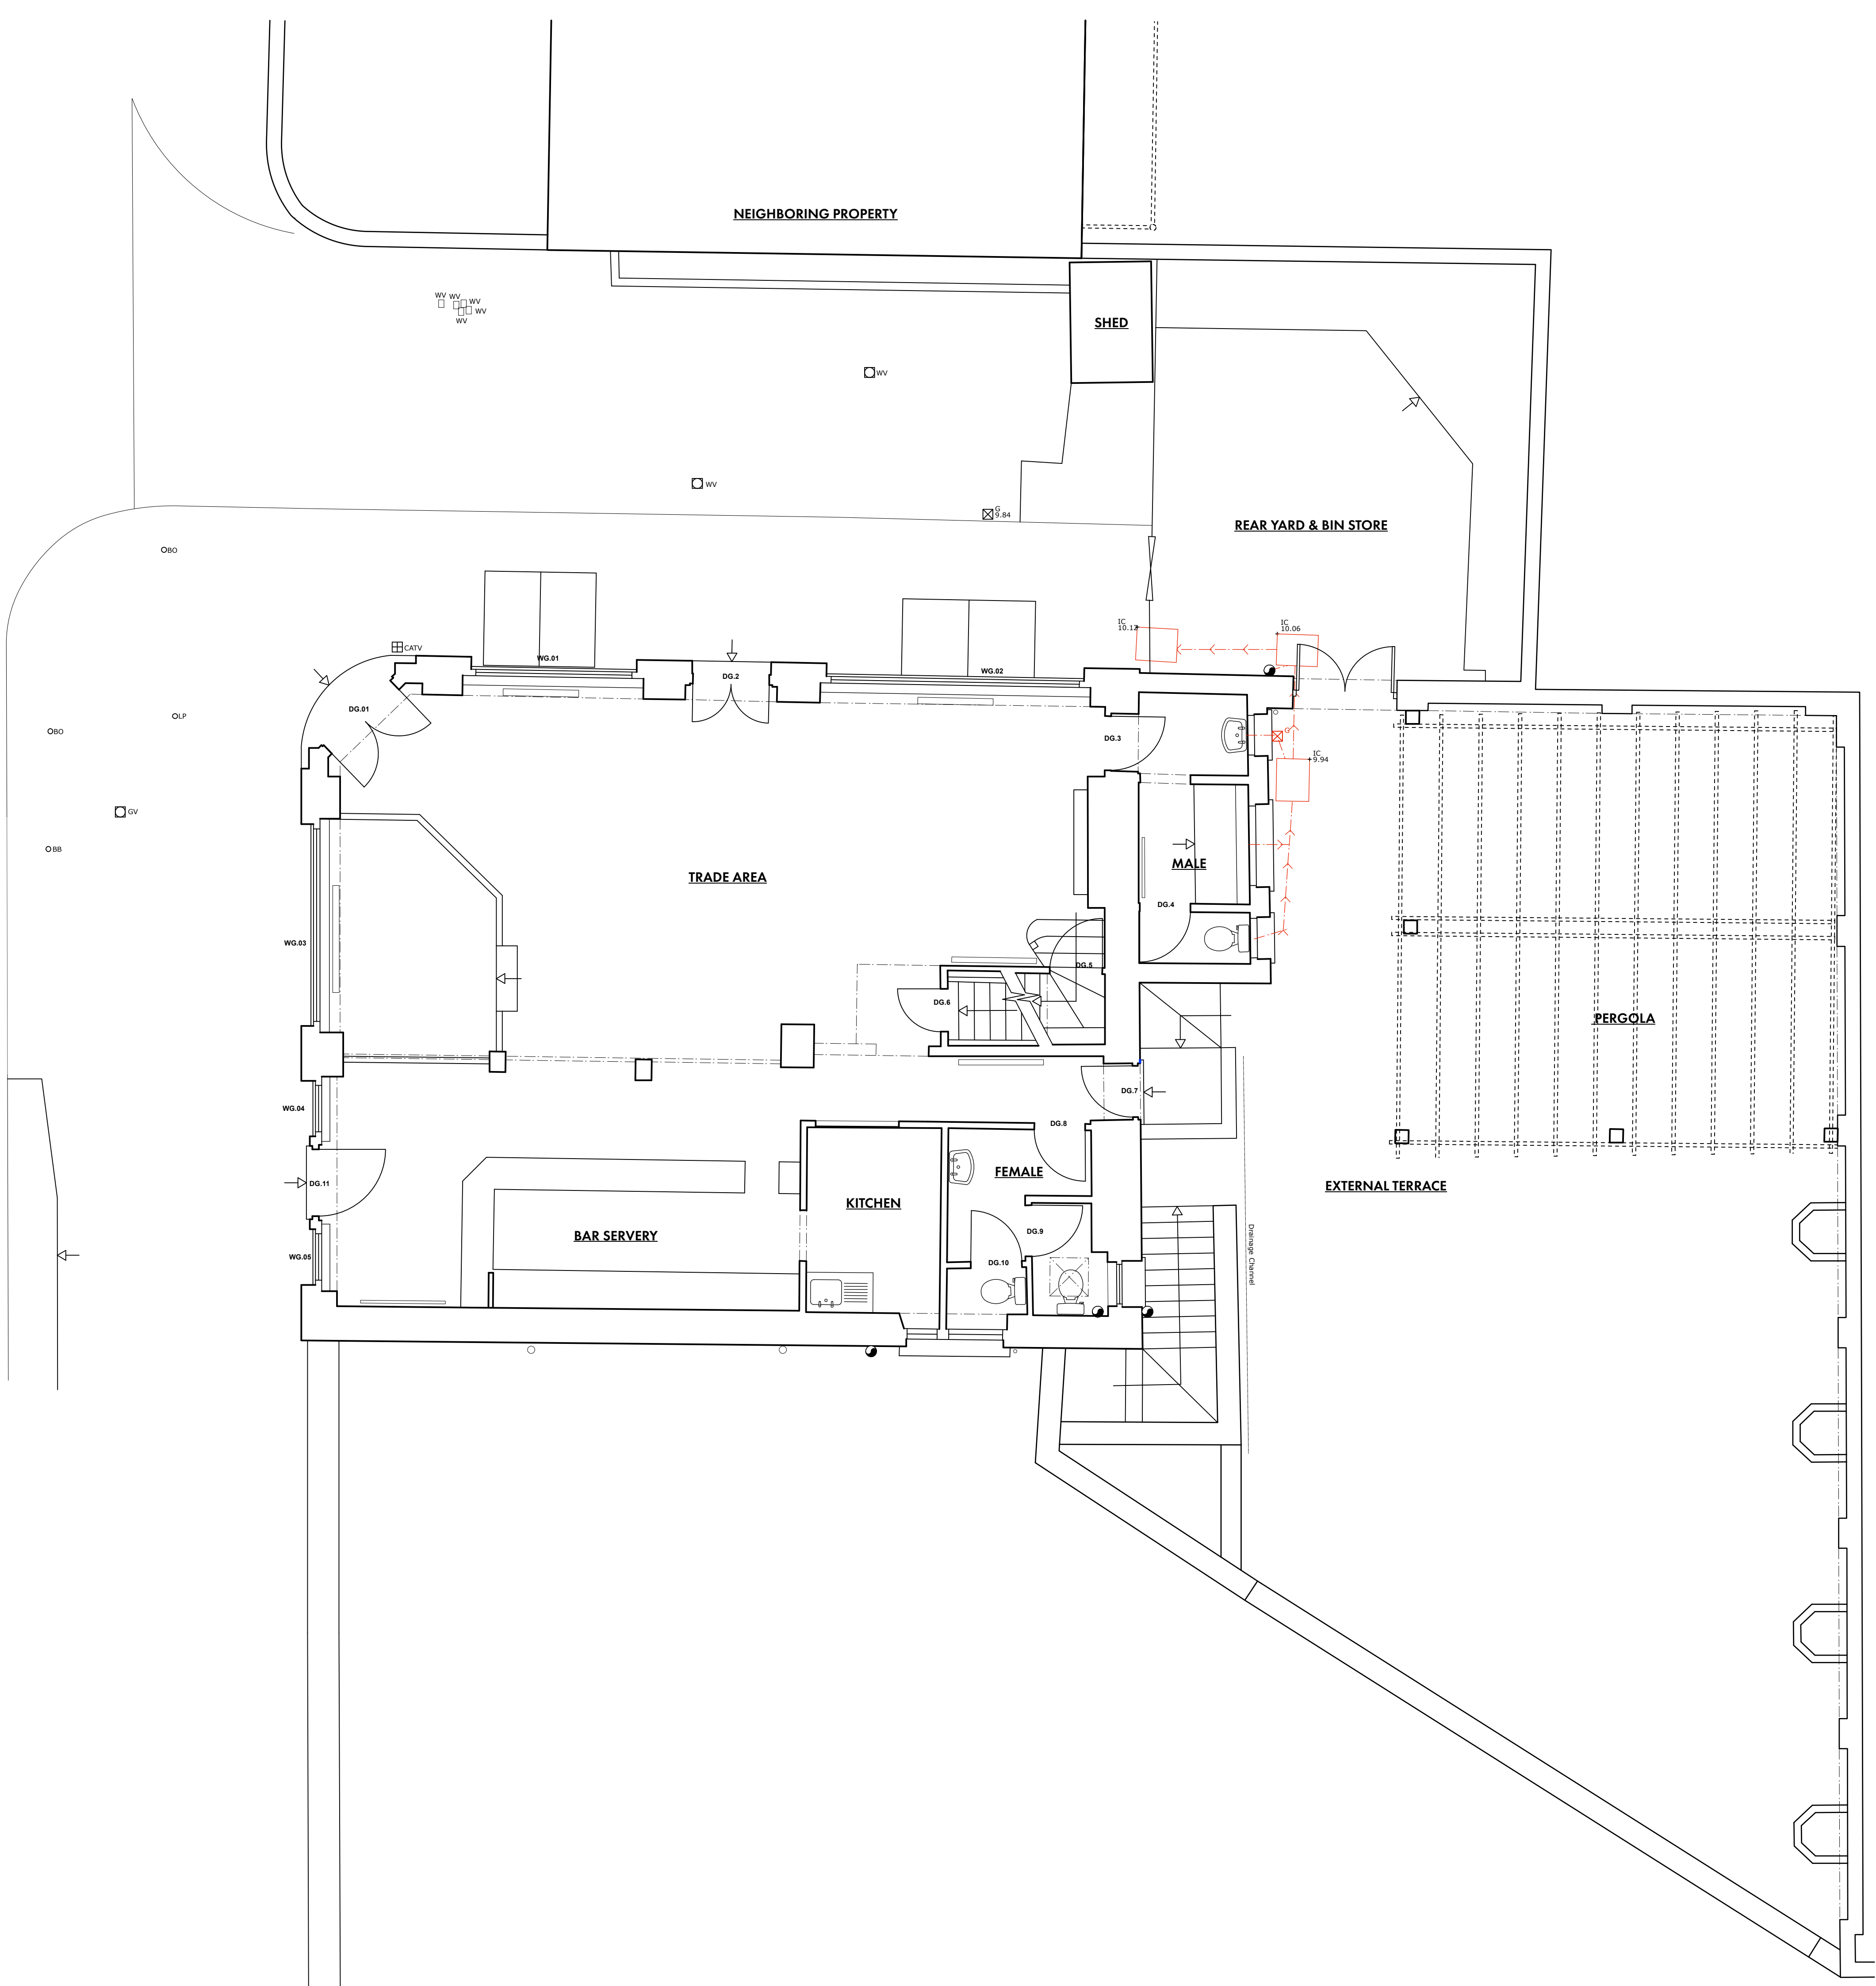 NEIGHBORING PROPERTY
WV
WV
WV
WV
WV
SHED
WV
WV
G
9.84
REAR YARD & BIN STORE
BO
IC
10.12
IC
10.06
CATV
WG.01
WG.02
DG.2
DG.01
LP
BO
DG.3
G
IC
9.94
GV
BB
MALE
TRADE AREA
DG.4
WG.03
DG.5
DG.6
PERGOLA
DG.7
WG.04
DG.8
FEMALE
DG.11
EXTERNAL TERRACE
KITCHEN
BAR SERVERY
DG.9
WG.05
DG.10
Drainage Channel